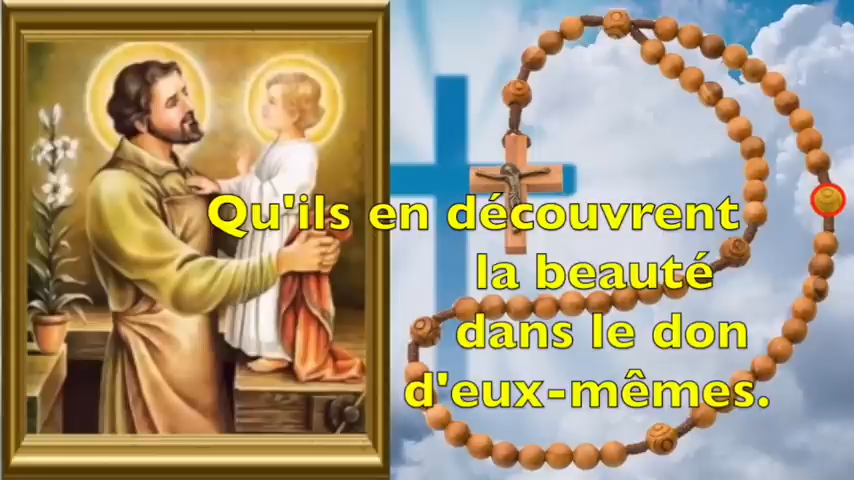 Qu'ils en découvrent
la beauté
dans le don
d'eux-mêmes.